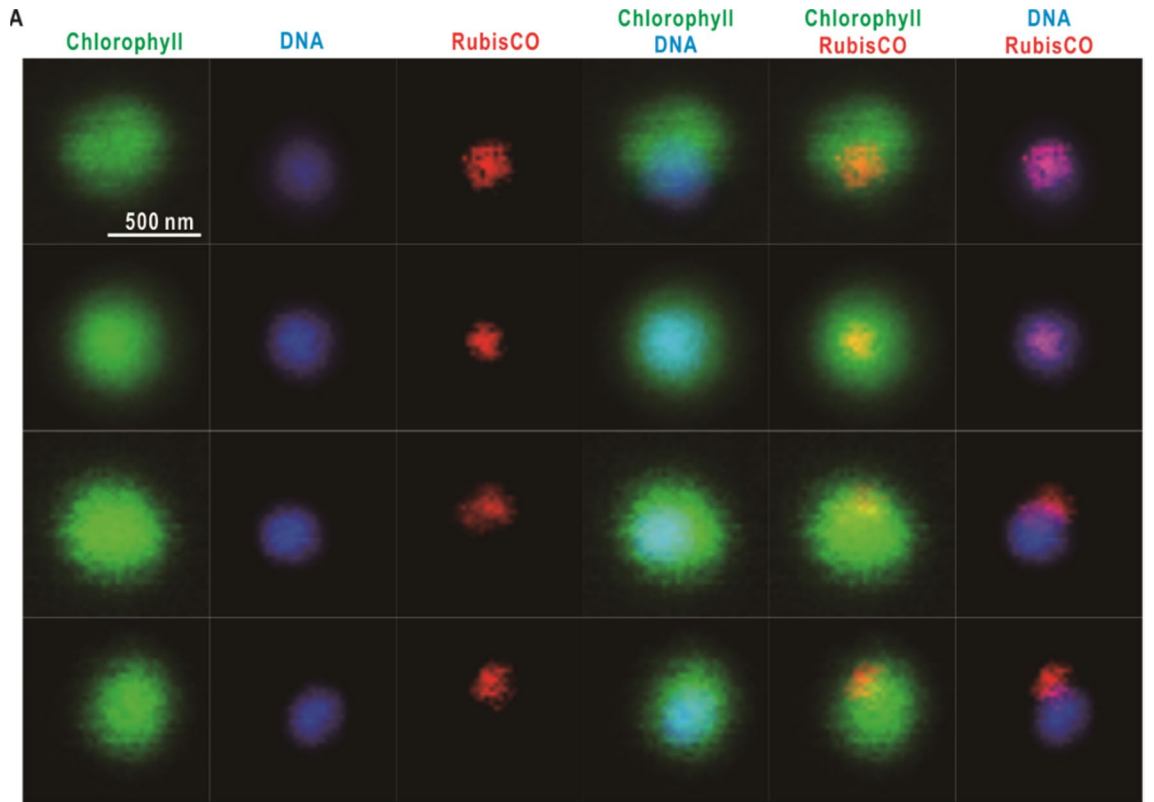 A
Chlorophyll
DNA
RubisCO
Chlorophyll
DNA
Chlorophyll
RubisCO
DNA
RubisCO
500 nm